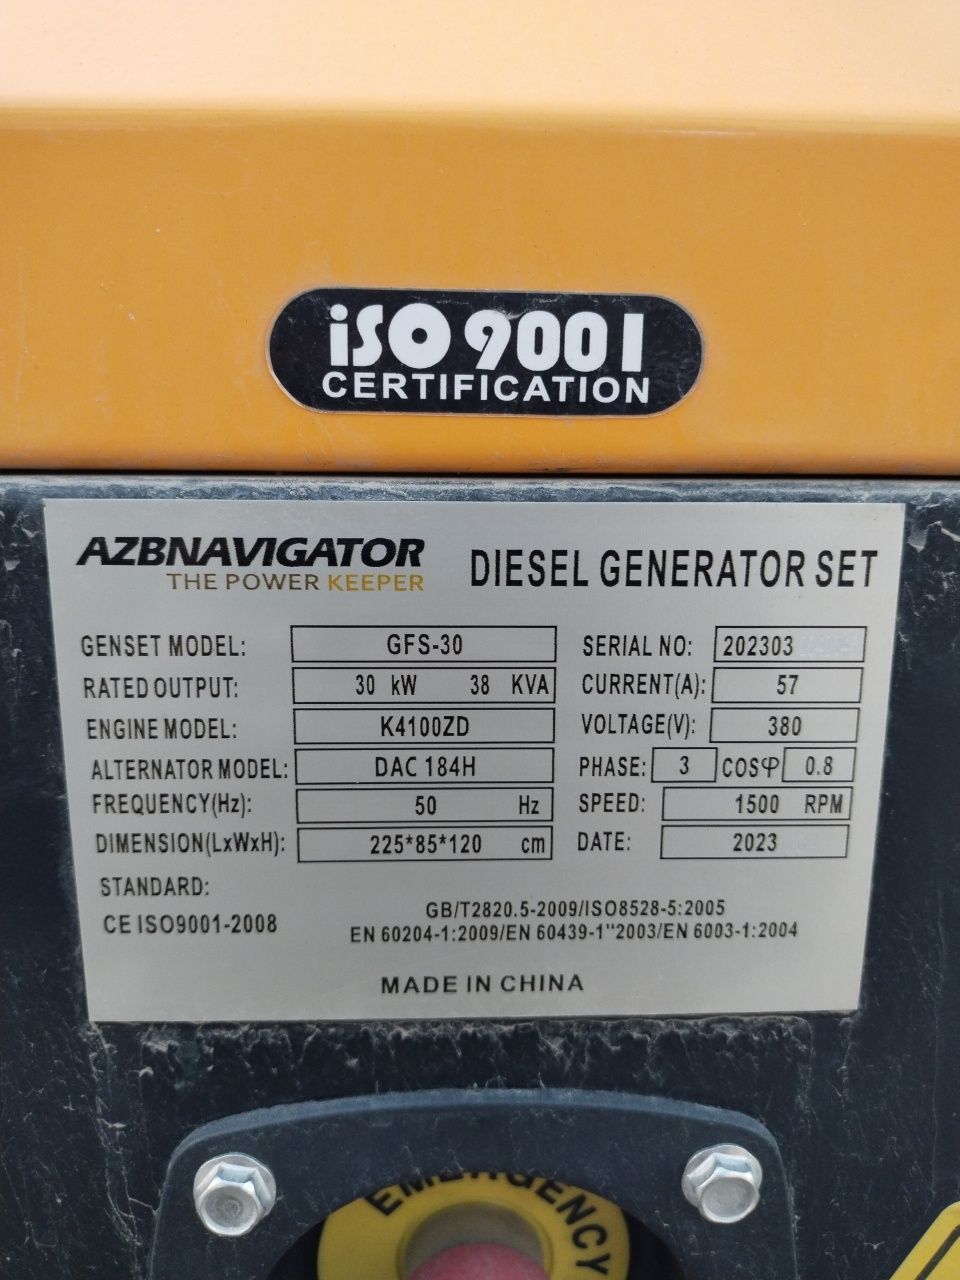 iSO 9001
CERTIFICATION
AZBNAVIGATOR
THE POWER KEEPER
DIESEL GENERATOR SET
GENSET MODEL: GFS-30 SERIAL NO: 202303
RATED OUTPUT: 30 kW 38 KVA CURRENT(A): 57
ENGINE MODEL: K4100ZD VOLTAGE(V): 380
ALTERNATOR MODEL: DAC 184H PHASE: 3 COSφ 0.8
FREQUENCY(Hz): 50 Hz SPEED: 1500 RPM
DIMENSION(LxWxH): 225*85*120 cm DATE: 2023
STANDARD:
CE ISO9001-2008
GB/T2820.5-2009/ISO8528-5:2005
EN 60204-1:2009/EN 60439-1"2003/EN 6003-1:2004
MADE IN CHINA
EMERGENCY